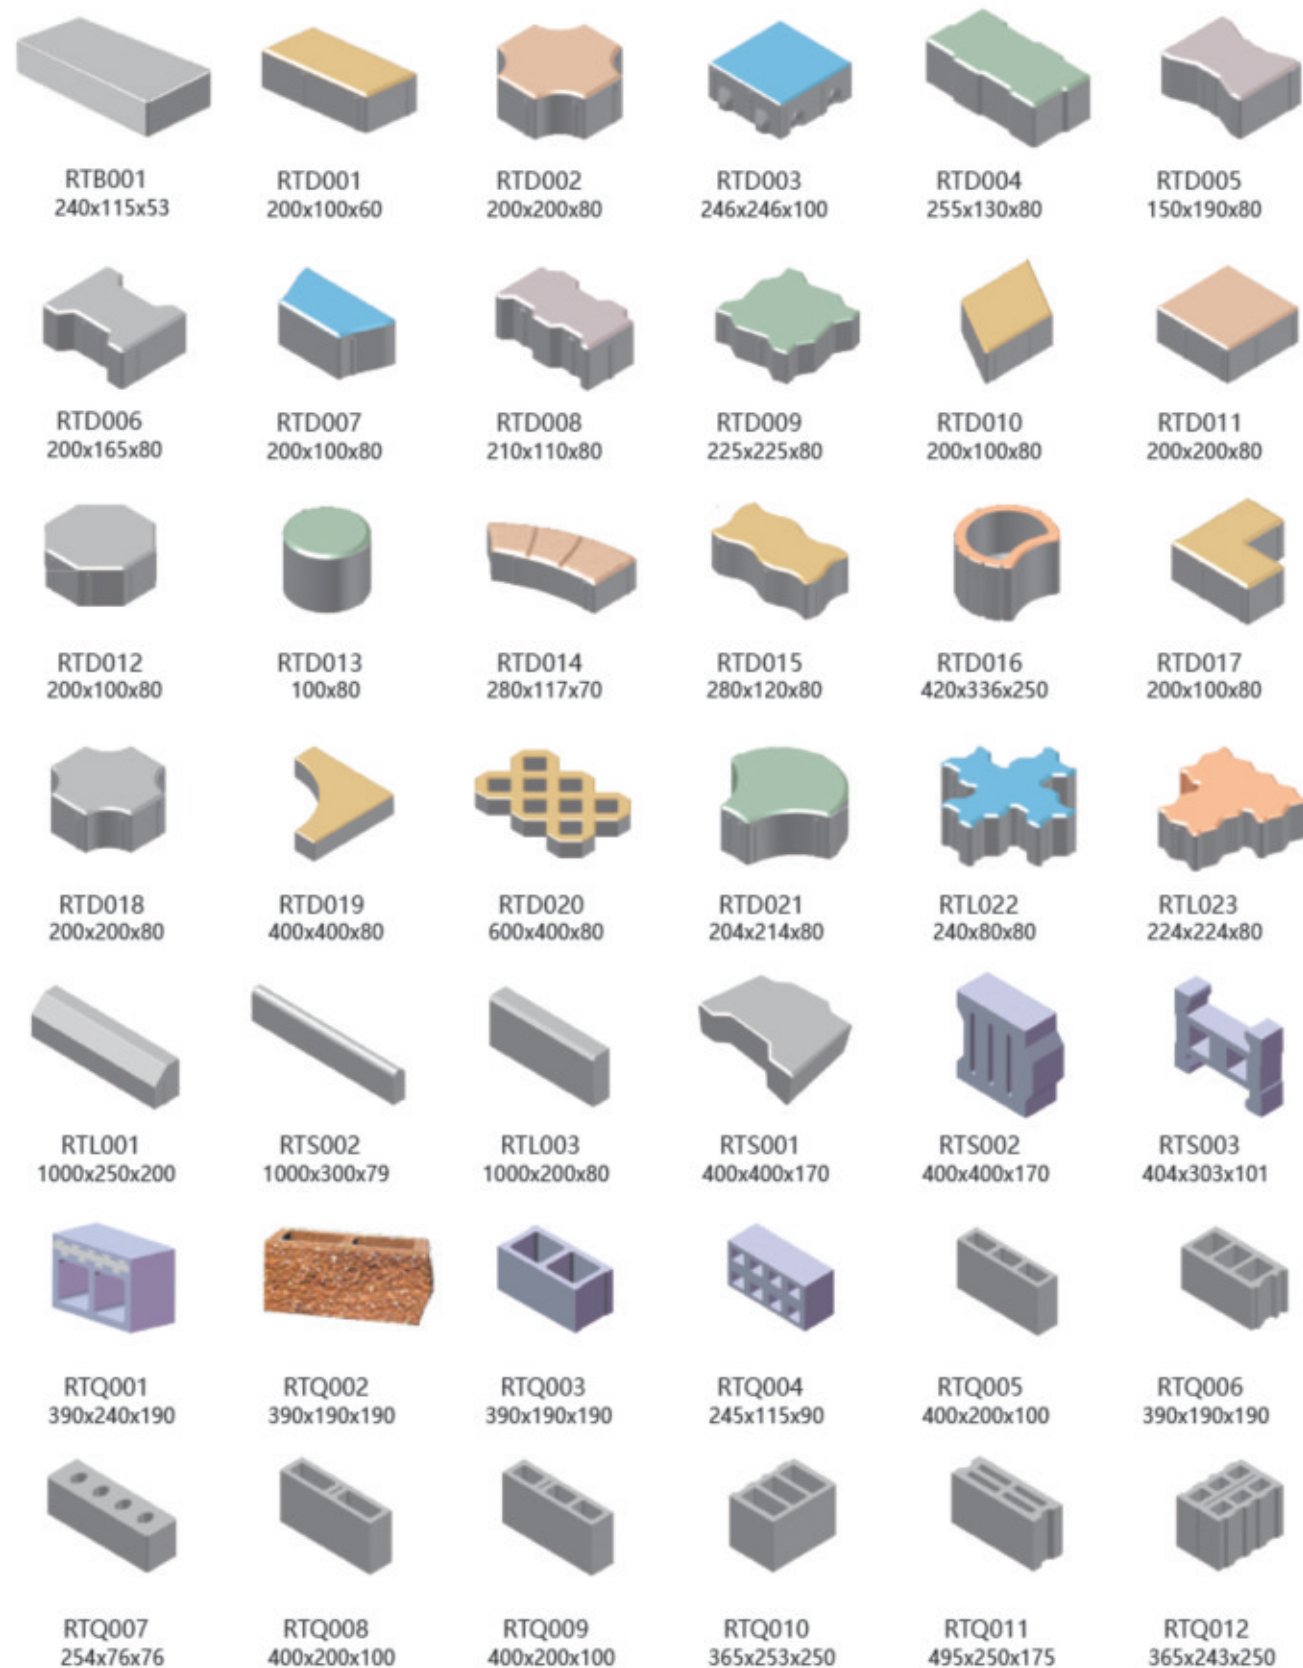 RTB001 RTD001 RTD002 RTD003 RTD004 RTD005
240x115x53 200x100x60 200x200x80 246x246x100 255x130x80 150x190x80
RTD006 RTD007 RTD008 RTD009 RTD010 RTD011
200x165x80 200x100x80 210x110x80 225x225x80 200x100x80 200x200x80
RTD012 RTD013 RTD014 RTD015 RTD016 RTD017
200x100x80 100x80 280x117x70 280x120x80 420x336x250 200x100x80
RTD018 RTD019 RTD020 RTD021 RTL022 RTL023
200x200x80 400x400x80 600x400x80 204x214x80 240x80x80 224x224x80
RTL001 RTS002 RTL003 RTS001 RTS002 RTS003
1000x250x200 1000x300x79 1000x200x80 400x400x170 400x400x170 404x303x101
RTQ001 RTQ002 RTQ003 RTQ004 RTQ005 RTQ006
390x240x190 390x190x190 390x190x190 245x115x90 400x200x100 390x190x190
RTQ007 RTQ008 RTQ009 RTQ010 RTQ011 RTQ012
254x76x76 400x200x100 400x200x100 365x253x250 495x250x175 365x243x250